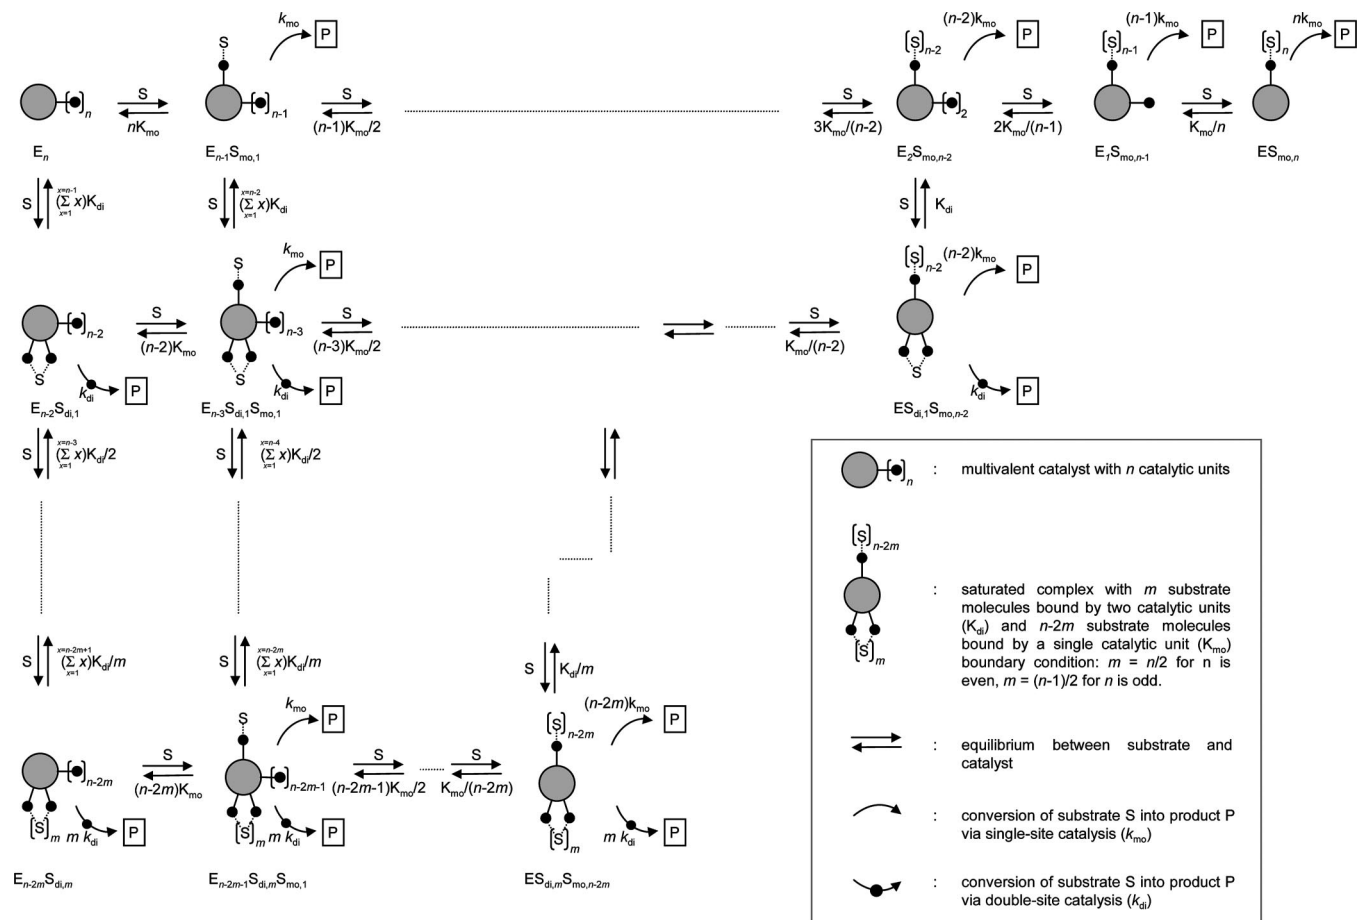 k_mo P
S
(n-2)k_mo P
[S]_n-2
(n-1)k_mo P
[S]_n-1
nk_mo P
[S]_n
[ ]_n S nK_mo [ ]_n-1 S (n-1)K_mo/2 S 3K_mo/(n-2) [ ]_2 S 2K_mo/(n-1) S K_mo/n
E_n E_n-1S_mo,1 E_2S_mo,n-2 E_1S_mo,n-1 ES_mo,n
S (x=n-1 Σ x x=1)K_di S (x=n-2 Σ x x=1)K_di S K_di
k_mo P
S
[S]_n-2 (n-2)k_mo P
[ ]_n-2 S (n-2)K_mo [ ]_n-3 S (n-3)K_mo/2 S K_mo/(n-2)
S k_di P S k_di P S k_di P
E_n-2S_di,1 E_n-3S_di,1S_mo,1 ES_di,1S_mo,n-2
S (x=n-3 Σ x x=1)K_di/2 S (x=n-4 Σ x x=1)K_di/2
S (x=n-2m+1 Σ x x=1)K_di/m S (x=n-2m Σ x x=1)K_di/m S K_di/m
k_mo P
S
[S]_n-2m (n-2m)k_mo P
[ ]_n-2m S (n-2m)K_mo [ ]_n-2m-1 S (n-2m-1)K_mo/2 S K_mo/(n-2m)
[S]_m m k_di P [S]_m m k_di P [S]_m m k_di P
E_n-2mS_di,m E_n-2m-1S_di,mS_mo,1 ES_di,mS_mo,n-2m
[ ]_n : multivalent catalyst with n catalytic units
[S]_n-2m
: saturated complex with m substrate
molecules bound by two catalytic units
(K_di) and n-2m substrate molecules
bound by a single catalytic unit (K_mo)
[S]_m
boundary condition: m = n/2 for n is
even, m = (n-1)/2 for n is odd.
: equilibrium between substrate and
catalyst
: conversion of substrate S into product P
via single-site catalysis (k_mo)
: conversion of substrate S into product P
via double-site catalysis (k_di)